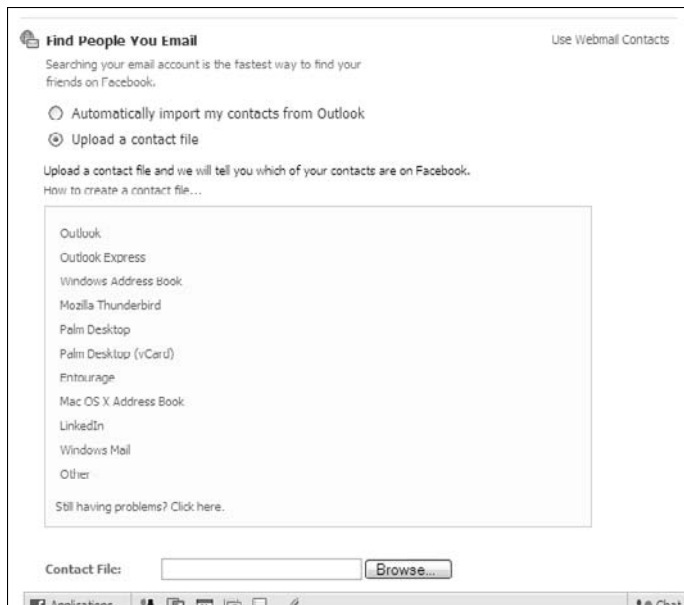 Find People You Email
Use Webmail Contacts
Searching your email account is the fastest way to find your
friends on Facebook.
Automatically import my contacts from Outlook
Upload a contact file
Upload a contact file and we will tell you which of your contacts are on Facebook.
How to create a contact file...
Outlook
Outlook Express
Windows Address Book
Mozilla Thunderbird
Palm Desktop
Palm Desktop (vCard)
Entourage
Mac OS X Address Book
LinkedIn
Windows Mail
Other
Still having problems? Click here.
Contact File:
Browse...
Applications
Chat